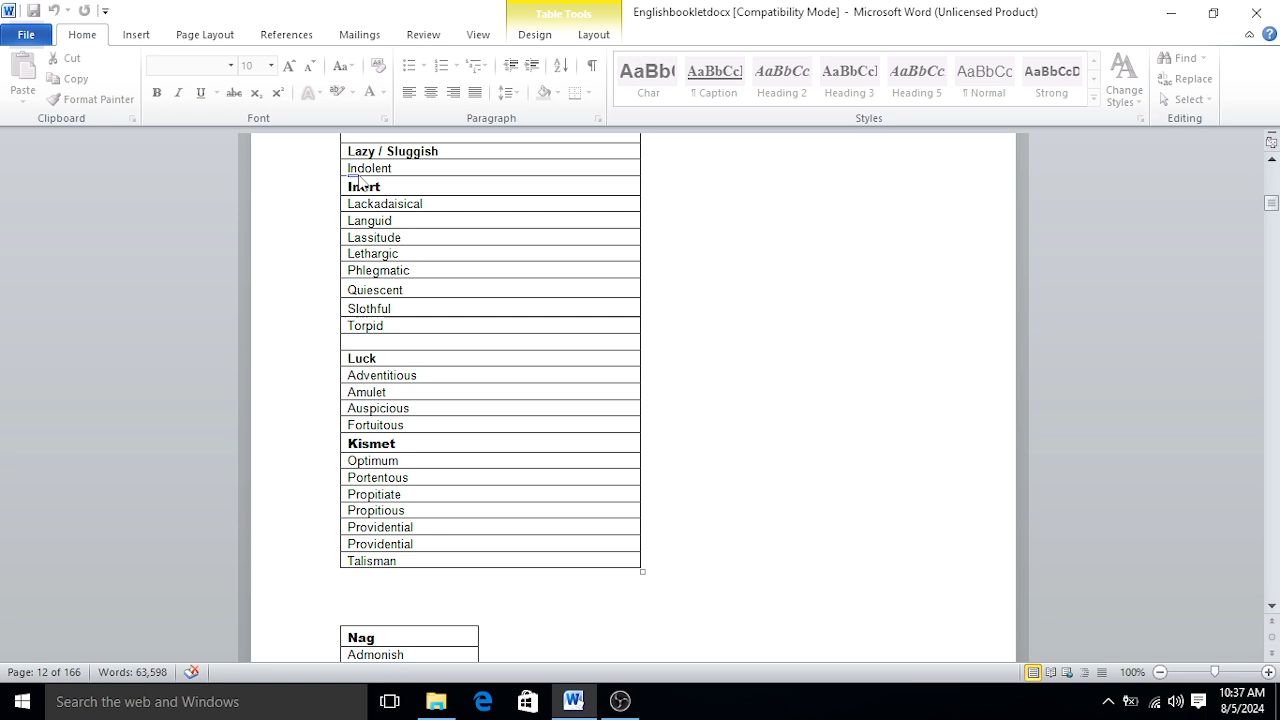 Table Tools
Englishbookletdocx [Compatibility Mode] - Microsoft Word (Unlicensed Product)
File Home Insert Page Layout References Mailings Review View Design Layout
Paste
Cut
Copy
Format Painter
Clipboard
10
Font
Paragraph
AaBb( AaBbCcI AaBbCc AaBbCcI AaBbCc AaBbCc AaBbCcD
Char ¶ Caption Heading 2 Heading 3 Heading 5 ¶ Normal Strong
Change Styles
Styles
Find
Replace
Select
Editing
Lazy / Sluggish
Indolent
Inert
Lackadaisical
Languid
Lassitude
Lethargic
Phlegmatic
Quiescent
Slothful
Torpid
Luck
Adventitious
Amulet
Auspicious
Fortuitous
Kismet
Optimum
Portentous
Propitiate
Propitious
Providential
Providential
Talisman
Nag
Admonish
Page: 12 of 166 Words: 63,598 100%
Search the web and Windows
10:37 AM
8/5/2024